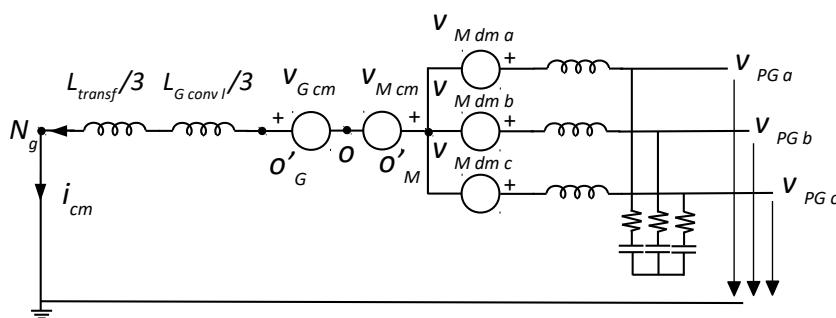 L transf/3
L G conv l/3
v G cm
v M cm
v M dm a
+
v PG a
N g
+
+
v M dm b
+
v PG b
o' G
o
o' M
v M dm c
+
v PG c
i cm